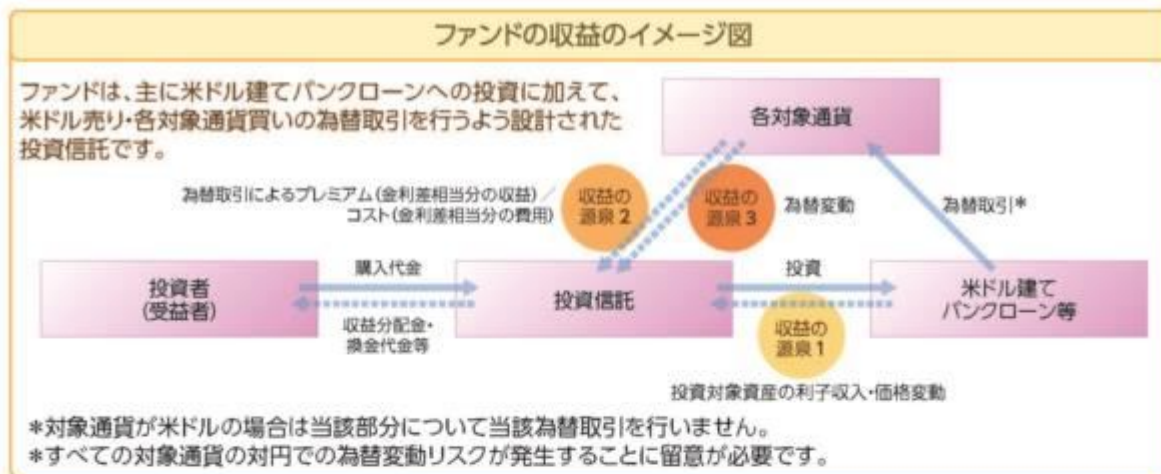 ファンドの収益のイメージ図
ファンドは、主に米ドル建てバンクローンへの投資に加えて、
米ドル売り・各対象通貨買いの為替取引を行うよう設計された
投資信託です。
各対象通貨
為替取引によるプレミアム(金利差相当分の収益)/
コスト(金利差相当分の費用)
収益の
源泉2
収益の
源泉3
為替変動
為替取引*
投資者
(受益者)
購入代金
収益分配金・
換金代金等
投資信託
投資
収益の
源泉1
米ドル建て
バンクローン等
投資対象資産の利子収入・価格変動
*対象通貨が米ドルの場合は当該部分について当該為替取引を行いません。
*すべての対象通貨の対円での為替変動リスクが発生することに留意が必要です。